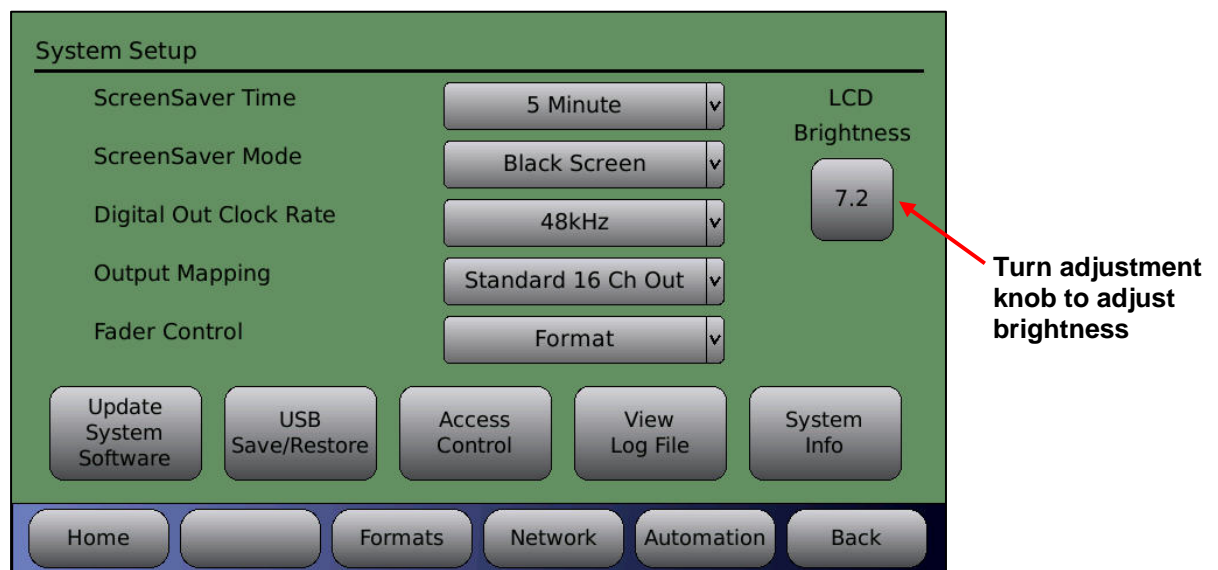 System Setup
ScreenSaver Time
5 Minute
ScreenSaver Mode
Black Screen
Digital Out Clock Rate
48kHz
Output Mapping
Standard 16 Ch Out
Fader Control
Format
LCD
Brightness
7.2
Turn adjustment
knob to adjust
brightness
Update
System
Software
USB
Save/Restore
Access
Control
View
Log File
System
Info
Home
Formats
Network
Automation
Back